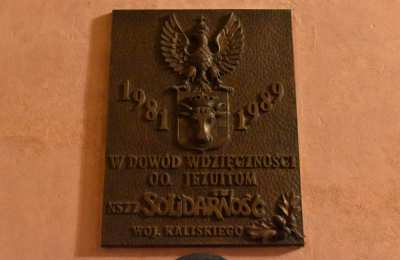 1981 1989
W DOWÓD WDZIĘCZNOŚCI
OO. JEZUITOM
NSZZ SOLIDARNOŚĆ
WOJ. KALISKIEGO